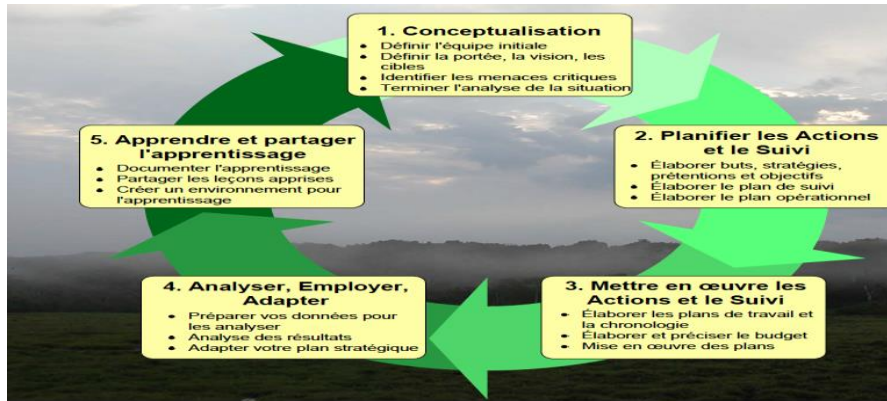 1. Conceptualisation
• Définir l'équipe initiale
• Définir la portée, la vision, les
cibles
• Identifier les menaces critiques
• Terminer l'analyse de la situation
2. Planifier les Actions
et le Suivi
• Élaborer buts, stratégies,
prétentions et objectifs
• Élaborer le plan de suivi
• Élaborer le plan opérationnel
3. Mettre en œuvre les
Actions et le Suivi
• Élaborer les plans de travail et
la chronologie
• Élaborer et préciser le budget
• Mise en œuvre des plans
4. Analyser, Employer,
Adapter
• Préparer vos données pour
les analyser
• Analyse des résultats
• Adapter votre plan stratégique
5. Apprendre et partager
l'apprentissage
• Documenter l'apprentissage
• Partager les leçons apprises
• Créer un environnement pour
l'apprentissage